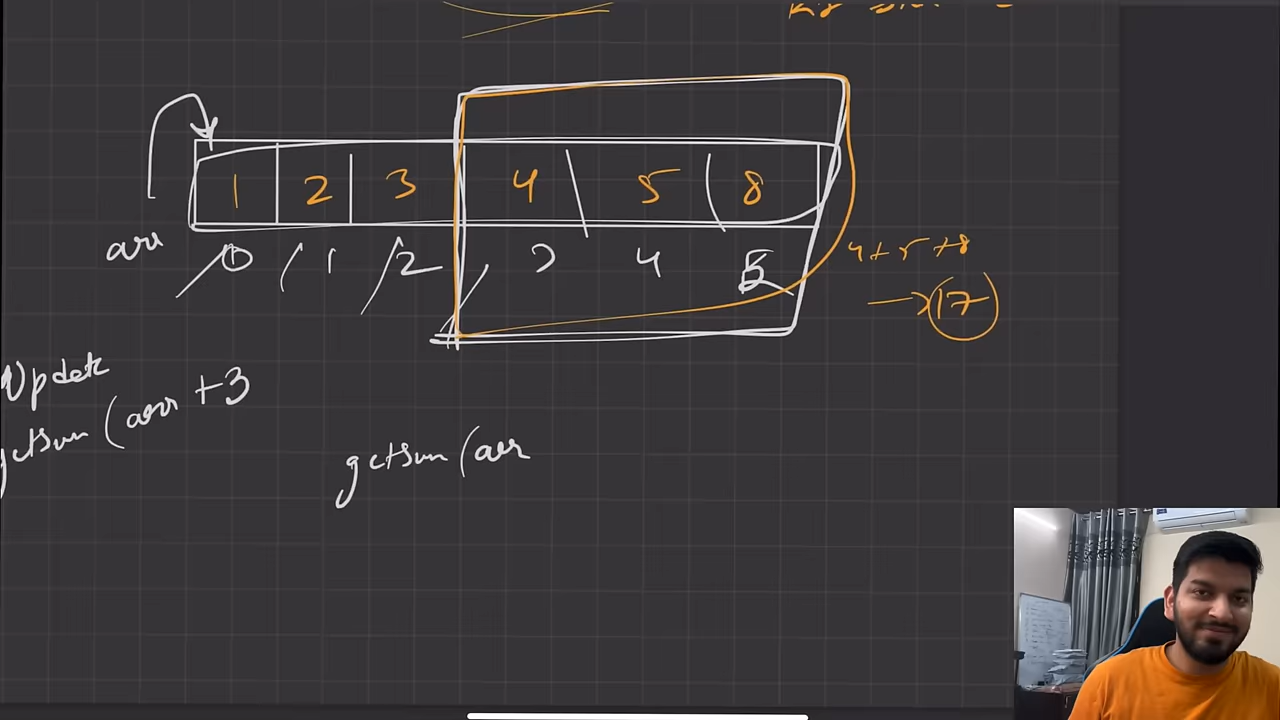 1 2 3 4 5 8
arr 0 1 2 3 4 5
4+5+8
→ 17
Update
getsum (arr +3
getsum (arr